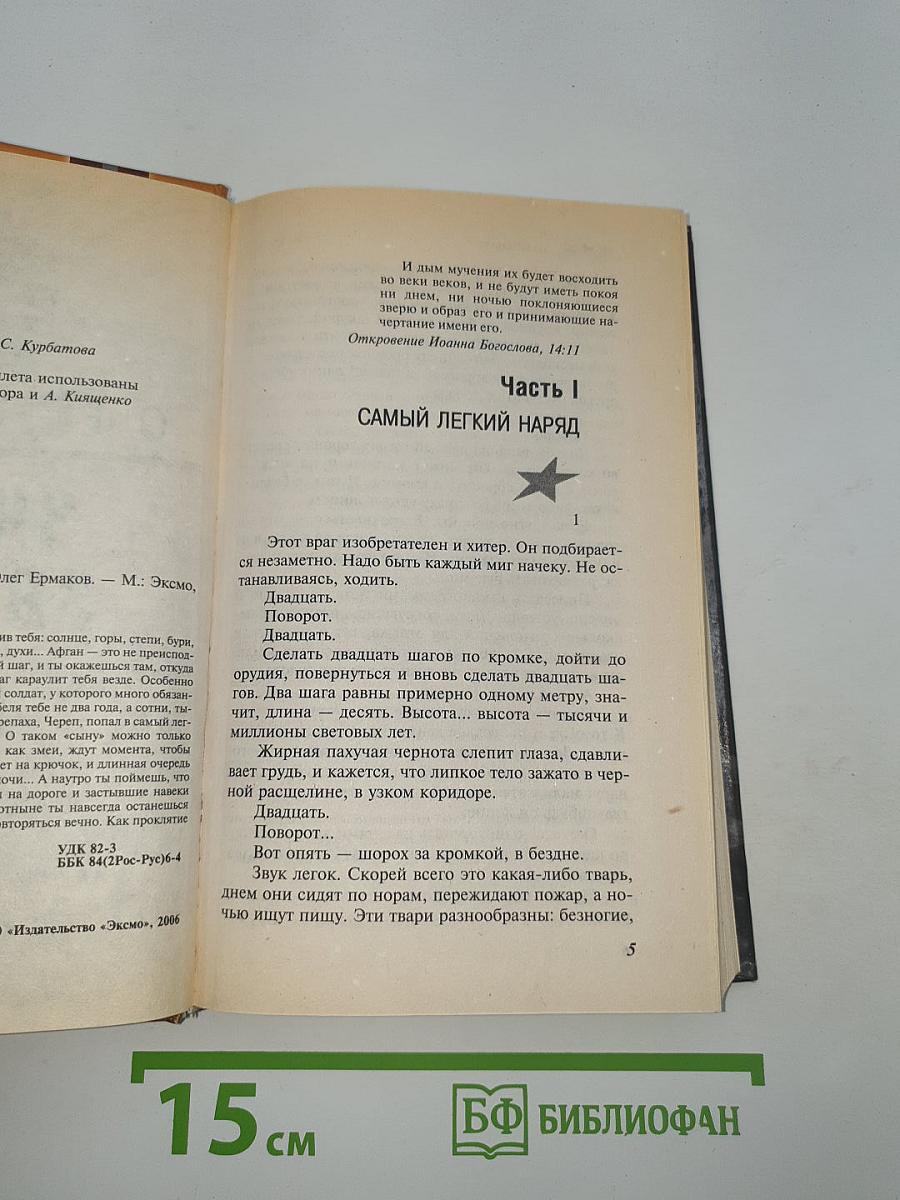 С. Курбатова
использованы
ора и А. Киященко
Олег Ермаков. — М.: Эксмо,
ив тебя: солнце, горы, степи, бури,
, духи... Афган — это не преиспод-
й шаг, и ты окажешься там, откуда
аг караулит тебя везде. Особенно
солдат, у которого много обязан-
беля тебе не два года, а сотни, ты-
репаха, Череп, попал в самый лег-
О таком «сыну» можно только
как змеи, ждут момента, чтобы
ет на крючок, и длинная очередь
ночи... А наутро ты поймешь, что
на дороге и застывшие навеки
отныне ты навсегда останешься
овторяться вечно. Как проклятие
УДК 82-3
ББК 84(2Рос-Рус)6-4
© «Издательство «Эксмо», 2006
И дым мучения их будет восходить
во веки веков, и не будут иметь покоя
ни днем, ни ночью поклоняющиеся
зверю и образ его и принимающие на-
чертание имени его.
Откровение Иоанна Богослова, 14:11
Часть I
САМЫЙ ЛЕГКИЙ НАРЯД
1
Этот враг изобретателен и хитер. Он подбирает-
ся незаметно. Надо быть каждый миг начеку. Не ос-
танавливаясь, ходить.
Двадцать.
Поворот.
Двадцать.
Сделать двадцать шагов по кромке, дойти до
орудия, повернуться и вновь сделать двадцать ша-
гов. Два шага равны примерно одному метру, зна-
чит, длина — десять. Высота... высота — тысячи и
миллионы световых лет.
Жирная пахучая чернота слепит глаза, сдавли-
вает грудь, и кажется, что липкое тело зажато в чер-
ной расщелине, в узком коридоре.
Двадцать.
Поворот...
Вот опять — шорох за кромкой, в бездне.
Звук легок. Скорей всего это какая-либо тварь,
днем они сидят по норам, пережидают пожар, а но-
чью ищут пищу. Эти твари разнообразны: безногие,
5
15 см
БФ БИБЛИОФАН